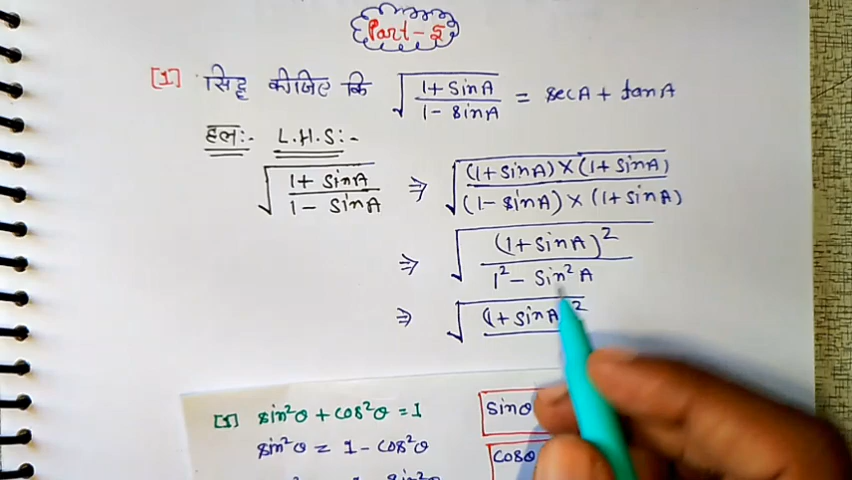 Part-5
[1] सिद्ध कीजिए कि √(1+sinA)/(1-sinA) = secA + tanA
हल:- L.H.S:-
√(1+sinA)/(1-sinA) ⇒ √((1+sinA)×(1+sinA))/((1-sinA)×(1+sinA))
⇒ √(1+sinA)²/(1²-sin²A)
⇒ √(1+sinA)²
[1] sin²θ + cos²θ = 1
sin²θ = 1 - cos²θ
sinθ
cosθ